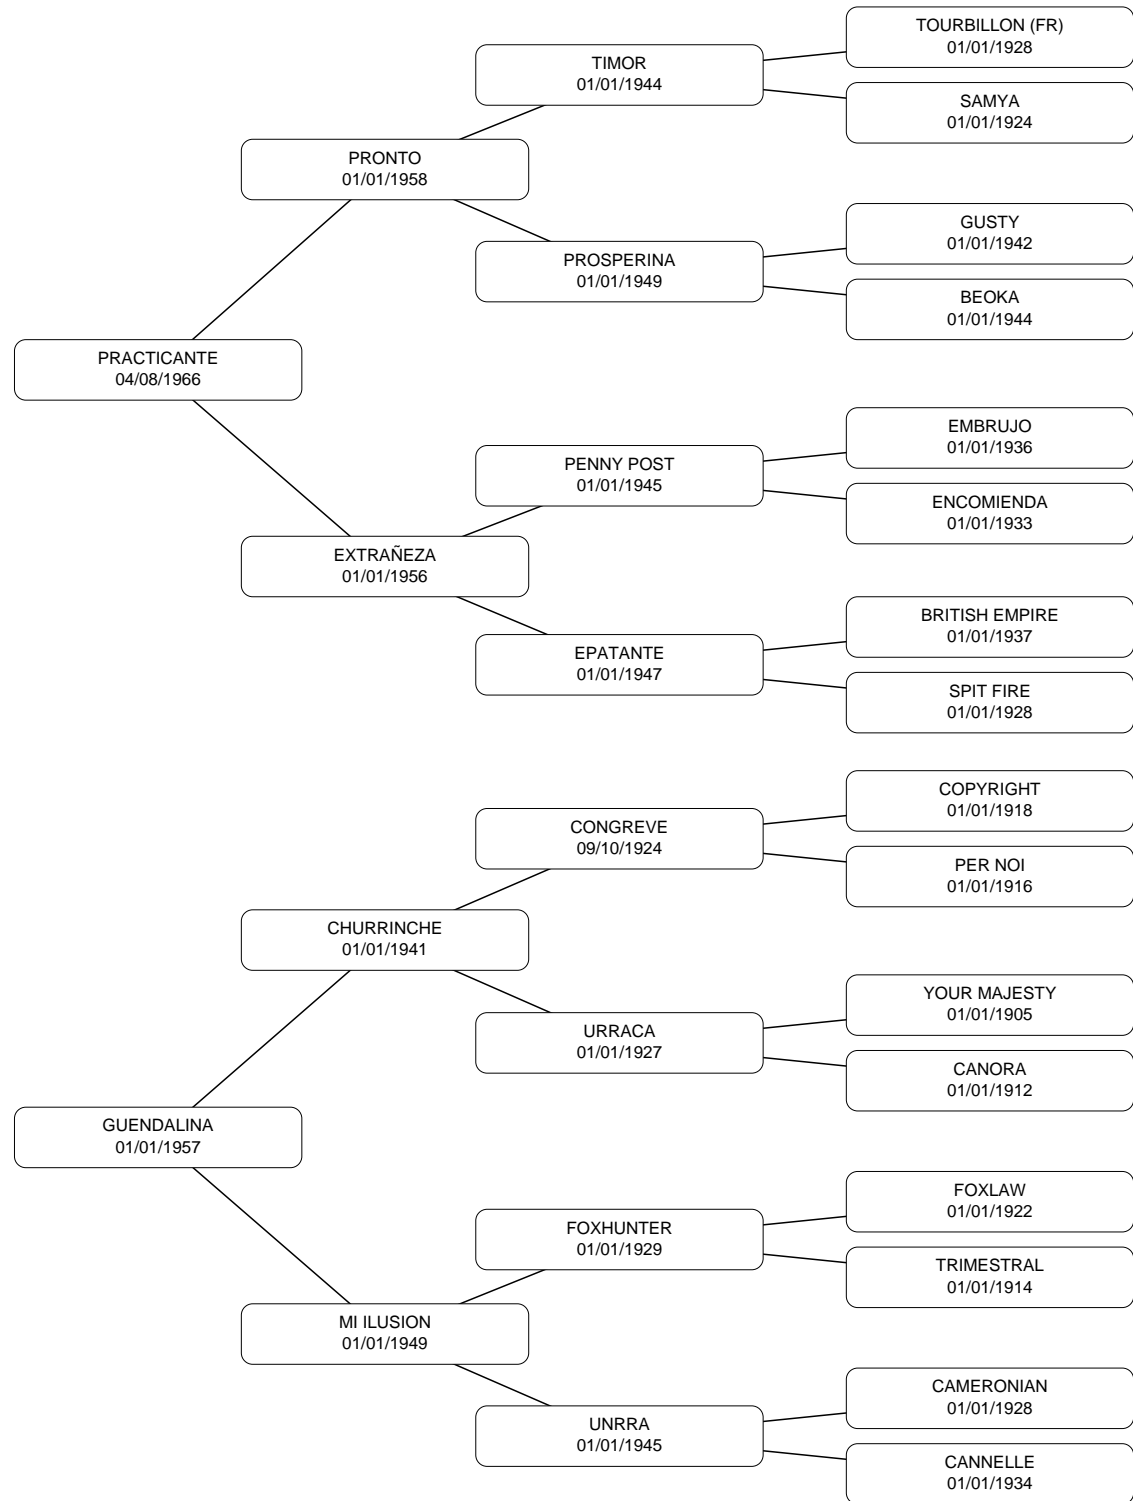 TOURBILLON (FR)
01/01/1928
TIMOR
01/01/1944
SAMYA
01/01/1924
PRONTO
01/01/1958
GUSTY
01/01/1942
PROSPERINA
01/01/1949
BEOKA
01/01/1944
PRACTICANTE
04/08/1966
EMBRUJO
01/01/1936
PENNY POST
01/01/1945
ENCOMIENDA
01/01/1933
EXTRAÑEZA
01/01/1956
BRITISH EMPIRE
01/01/1937
EPATANTE
01/01/1947
SPIT FIRE
01/01/1928
COPYRIGHT
01/01/1918
CONGREVE
09/10/1924
PER NOI
01/01/1916
CHURRINCHE
01/01/1941
YOUR MAJESTY
01/01/1905
URRACA
01/01/1927
CANORA
01/01/1912
GUENDALINA
01/01/1957
FOXLAW
01/01/1922
FOXHUNTER
01/01/1929
TRIMESTRAL
01/01/1914
MI ILUSION
01/01/1949
CAMERONIAN
01/01/1928
UNRRA
01/01/1945
CANNELLE
01/01/1934